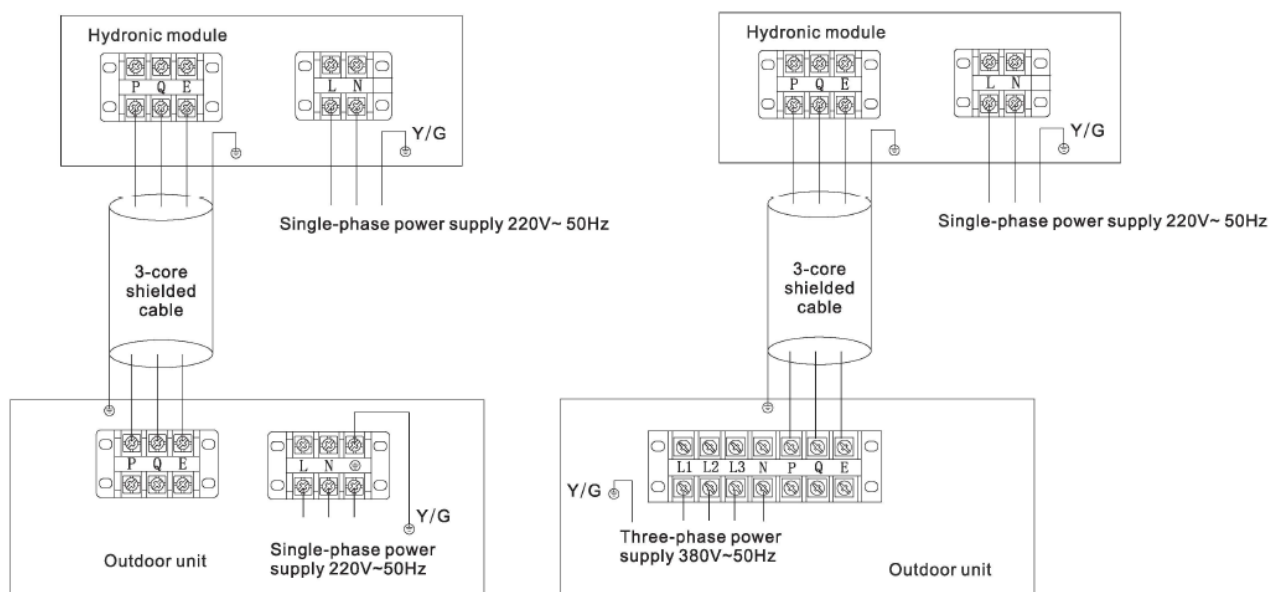 Hydronic module
P Q E
L N
Y/G
Single-phase power supply 220V~ 50Hz
3-core
shielded
cable
P Q E
L N
Y/G
Outdoor unit
Single-phase power
supply 220V~50Hz
Hydronic module
P Q E
L N
Y/G
Single-phase power supply 220V~ 50Hz
3-core
shielded
cable
L1 L2 L3 N P Q E
Y/G
Three-phase power
supply 380V~50Hz
Outdoor unit